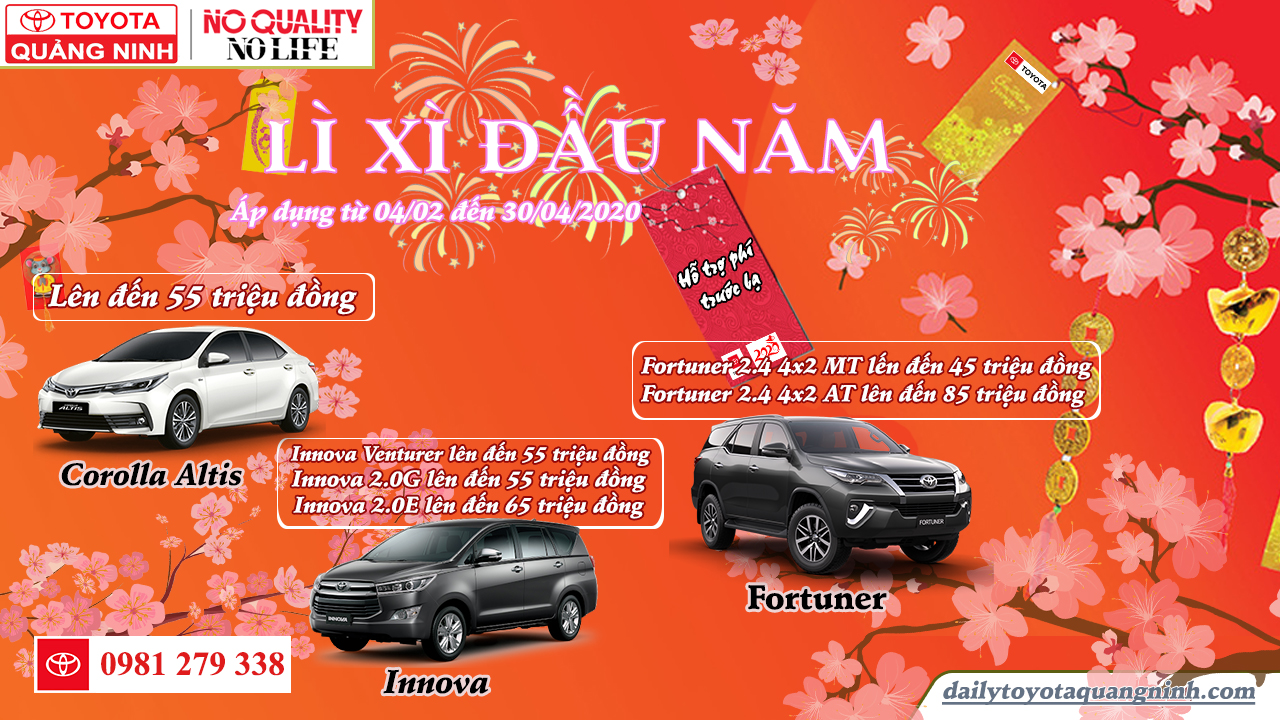 TOYOTA
QUẢNG NINH
NO QUALITY
NO LIFE
TOYOTA
LÌ XÌ ĐẦU NĂM
Áp dụng từ 04/02 đến 30/04/2020
Hỗ trợ phí
trước bạ
Lên đến 55 triệu đồng
ALTIS
Corolla Altis
Fortuner 2.4 4x2 MT lến đến 45 triệu đồng
Fortuner 2.4 4x2 AT lên đến 85 triệu đồng
FORTUNER
Fortuner
Innova Venturer lên đến 55 triệu đồng
Innova 2.0G lên đến 55 triệu đồng
Innova 2.0E lên đến 65 triệu đồng
INNOVA
Innova
0981 279 338
dailytoyotaquangninh.com